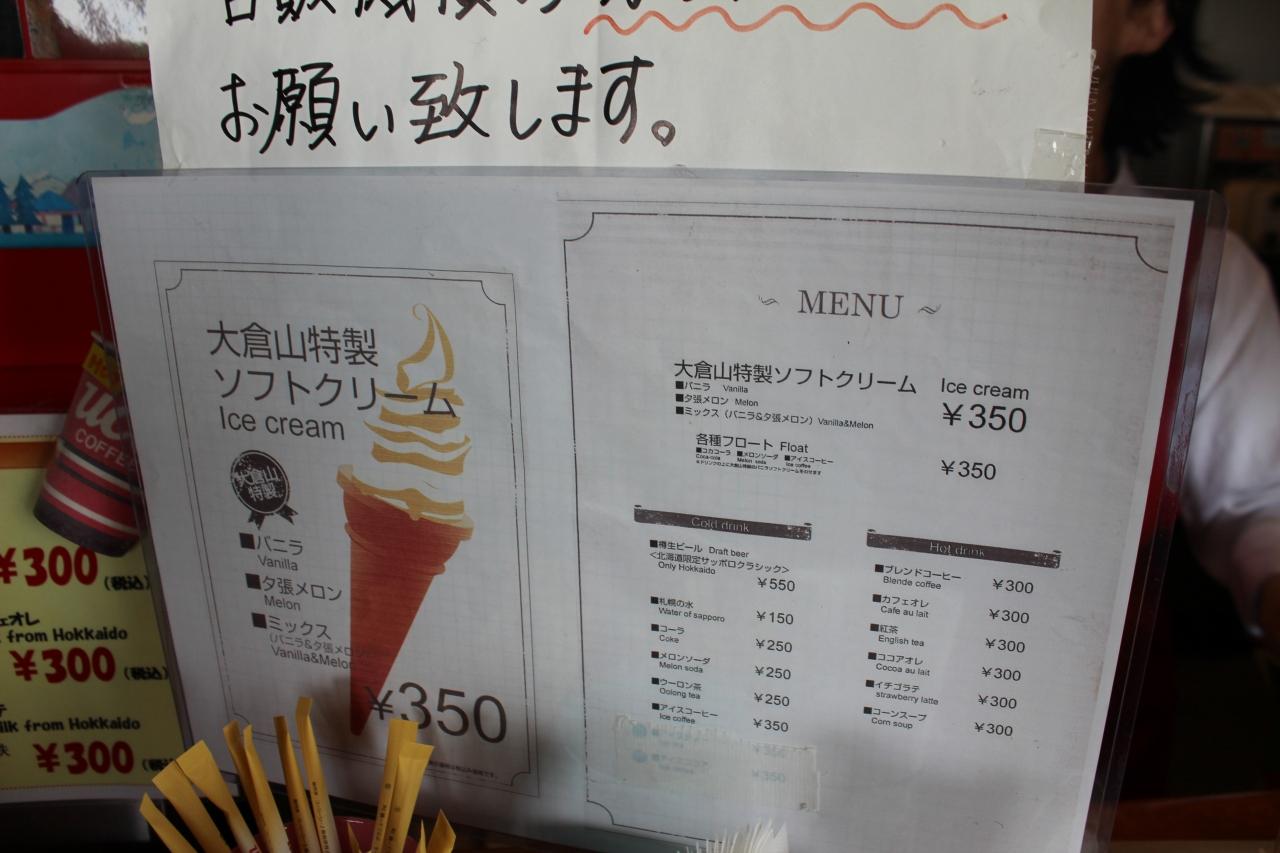 お願い致します。
大倉山特製
ソフトクリーム
Ice cream
大倉山
特製
■バニラ
Vanilla
■夕張メロン
Melon
■ミックス
(バニラ&夕張メロン)
Vanilla&Melon
¥350
MENU
大倉山特製ソフトクリーム Ice cream
■バニラ Vanilla
■夕張メロン Melon
■ミックス（バニラ&夕張メロン）Vanilla&Melon
¥350
各種フロート Float
■コカコーラ ■メロンソーダ ■アイスコーヒー
Coca-cola Melon soda Ice coffee
¥350
Cold drink
■樽生ビール Draft beer
<北海道限定サッポロクラシック>
Only Hokkaido
¥550
■札幌の水
Water of sapporo ¥150
■コーラ
Coke ¥250
■メロンソーダ
Melon soda ¥250
■ウーロン茶
Oolong tea ¥250
■アイスコーヒー
Ice coffee ¥350
Hot drink
■ブレンドコーヒー
Blende coffee ¥300
■カフェオレ
Cafe au lait ¥300
■紅茶
English tea ¥300
■ココアオレ
Cocoa au lait ¥300
■イチゴラテ
strawberry latte ¥300
■コーンスープ
Corn soup ¥300
COFFEE
¥300 (税込)
from Hokkaido
¥300 (税込)
ilk from Hokkaido
¥300